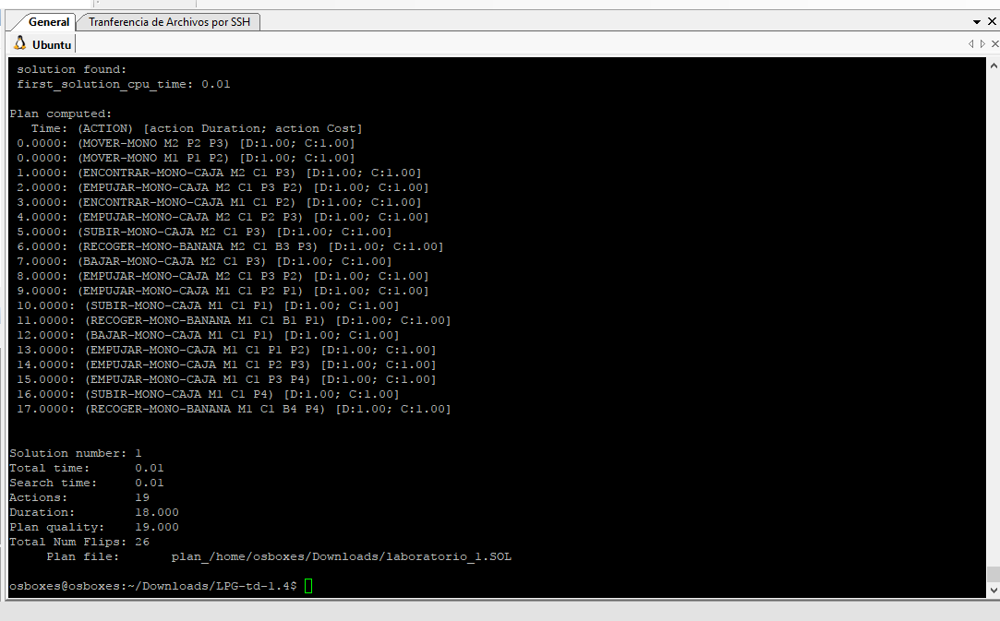 General
Tranferencia de Archivos por SSH
Ubuntu
solution found:
first_solution_cpu_time: 0.01
Plan computed:
Time: (ACTION) [action Duration; action Cost]
0.0000: (MOVER-MONO M2 P2 P3) [D:1.00; C:1.00]
0.0000: (MOVER-MONO M1 P1 P2) [D:1.00; C:1.00]
1.0000: (ENCONTRAR-MONO-CAJA M2 C1 P3) [D:1.00; C:1.00]
2.0000: (EMPUJAR-MONO-CAJA M2 C1 P3 P2) [D:1.00; C:1.00]
3.0000: (ENCONTRAR-MONO-CAJA M1 C1 P2) [D:1.00; C:1.00]
4.0000: (EMPUJAR-MONO-CAJA M2 C1 P2 P3) [D:1.00; C:1.00]
5.0000: (SUBIR-MONO-CAJA M2 C1 P3) [D:1.00; C:1.00]
6.0000: (RECOGER-MONO-BANANA M2 C1 B3 P3) [D:1.00; C:1.00]
7.0000: (BAJAR-MONO-CAJA M2 C1 P3) [D:1.00; C:1.00]
8.0000: (EMPUJAR-MONO-CAJA M2 C1 P3 P2) [D:1.00; C:1.00]
9.0000: (EMPUJAR-MONO-CAJA M1 C1 P2 P1) [D:1.00; C:1.00]
10.0000: (SUBIR-MONO-CAJA M1 C1 P1) [D:1.00; C:1.00]
11.0000: (RECOGER-MONO-BANANA M1 C1 B1 P1) [D:1.00; C:1.00]
12.0000: (BAJAR-MONO-CAJA M1 C1 P1) [D:1.00; C:1.00]
13.0000: (EMPUJAR-MONO-CAJA M1 C1 P1 P2) [D:1.00; C:1.00]
14.0000: (EMPUJAR-MONO-CAJA M1 C1 P2 P3) [D:1.00; C:1.00]
15.0000: (EMPUJAR-MONO-CAJA M1 C1 P3 P4) [D:1.00; C:1.00]
16.0000: (SUBIR-MONO-CAJA M1 C1 P4) [D:1.00; C:1.00]
17.0000: (RECOGER-MONO-BANANA M1 C1 B4 P4) [D:1.00; C:1.00]
Solution number: 1
Total time: 0.01
Search time: 0.01
Actions: 19
Duration: 18.000
Plan quality: 19.000
Total Num Flips: 26
Plan file: plan_/home/osboxes/Downloads/laboratorio_1.SOL
osboxes@osboxes:~/Downloads/LPG-td-1.4$